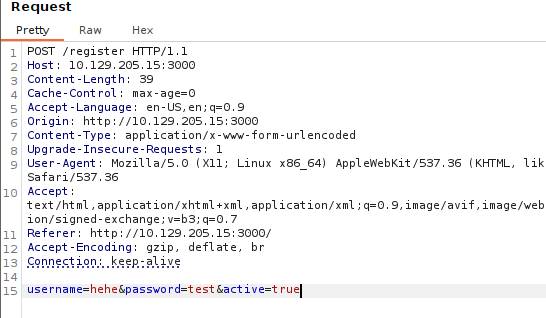 Request
Pretty Raw Hex
1 POST /register HTTP/1.1
2 Host: 10.129.205.15:3000
3 Content-Length: 39
4 Cache-Control: max-age=0
5 Accept-Language: en-US,en;q=0.9
6 Origin: http://10.129.205.15:3000
7 Content-Type: application/x-www-form-urlencoded
8 Upgrade-Insecure-Requests: 1
9 User-Agent: Mozilla/5.0 (X11; Linux x86_64) AppleWebKit/537.36 (KHTML, lik
Safari/537.36
10 Accept:
text/html,application/xhtml+xml,application/xml;q=0.9,image/avif,image/web
ion/signed-exchange;v=b3;q=0.7
11 Referer: http://10.129.205.15:3000/
12 Accept-Encoding: gzip, deflate, br
13 Connection: keep-alive
14
15 username=hehe&password=test&active=true